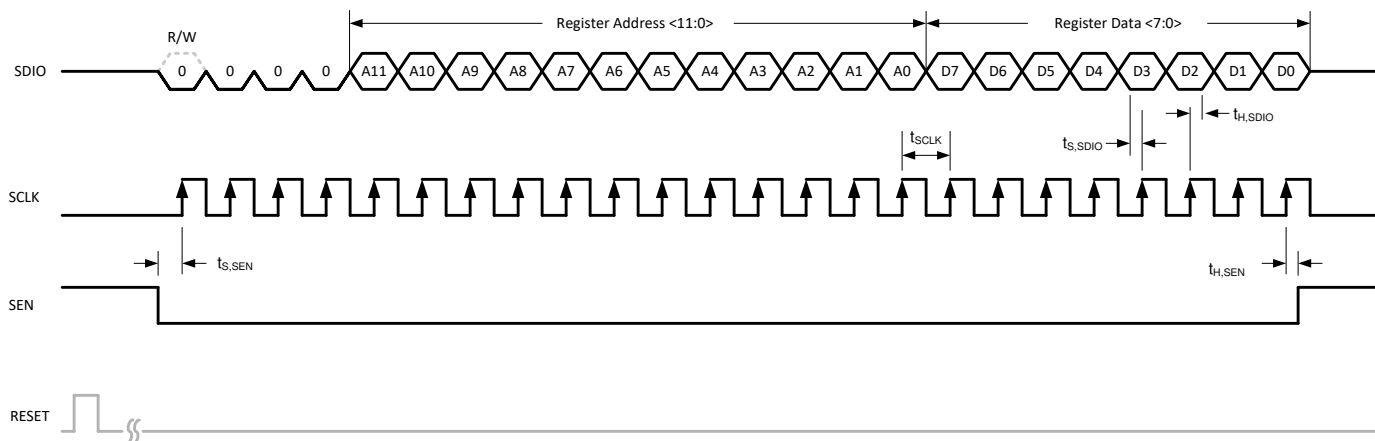 Register Address <11:0> Register Data <7:0>
R/W
SDIO 0 0 0 0 A11 A10 A9 A8 A7 A6 A5 A4 A3 A2 A1 A0 D7 D6 D5 D4 D3 D2 D1 D0
tH,SDIO
tSCLK tS,SDIO
SCLK
tS,SEN tH,SEN
SEN
RESET